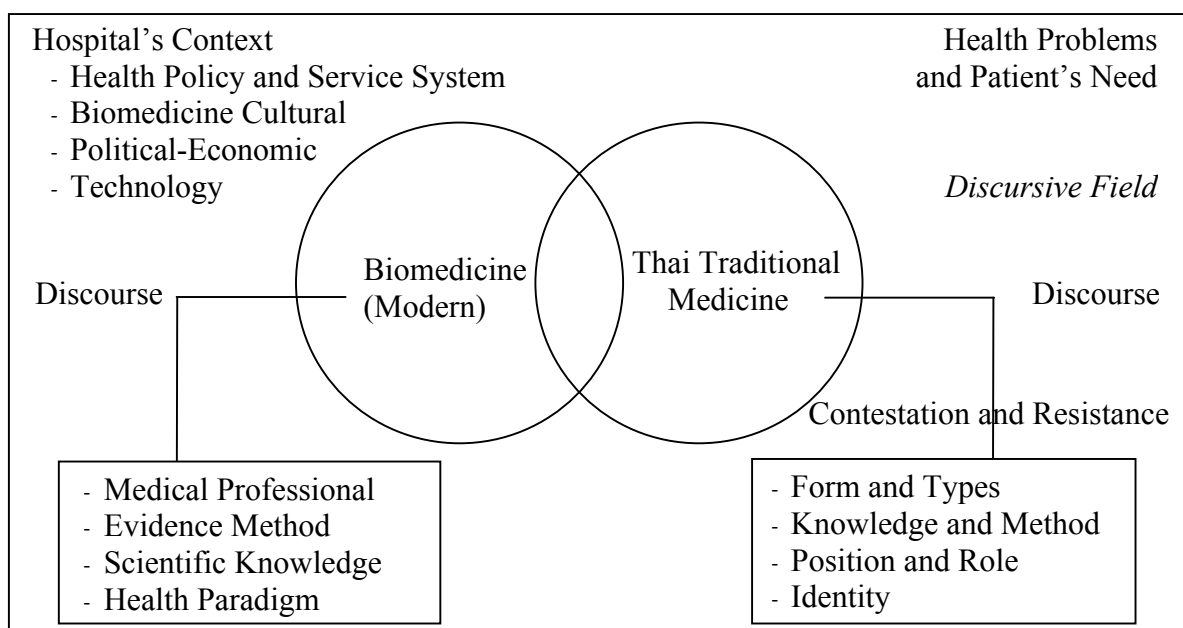 Hospital's Context
- Health Policy and Service System
- Biomedicine Cultural
- Political-Economic
- Technology
Health Problems
and Patient's Need
Discursive Field
Discourse
Biomedicine
(Modern)
Thai Traditional
Medicine
Discourse
Contestation and Resistance
- Medical Professional
- Evidence Method
- Scientific Knowledge
- Health Paradigm
- Form and Types
- Knowledge and Method
- Position and Role
- Identity